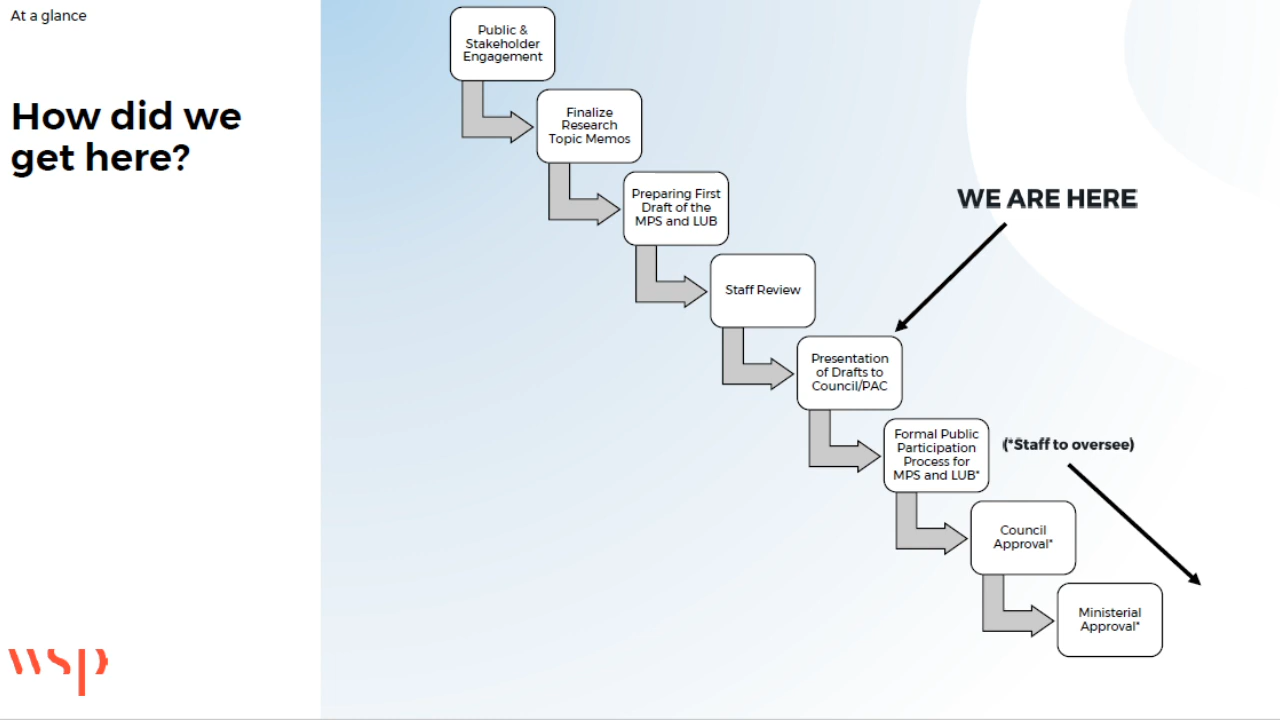 At a glance
How did we
get here?
Public &
Stakeholder
Engagement
Finalize
Research
Topic Memos
Preparing First
Draft of the
MPS and LUB
Staff Review
WE ARE HERE
Presentation
of Drafts to
Council/PAC
Formal Public
Participation
Process for
MPS and LUB*
(*Staff to oversee)
Council
Approval*
Ministerial
Approval*
wsp